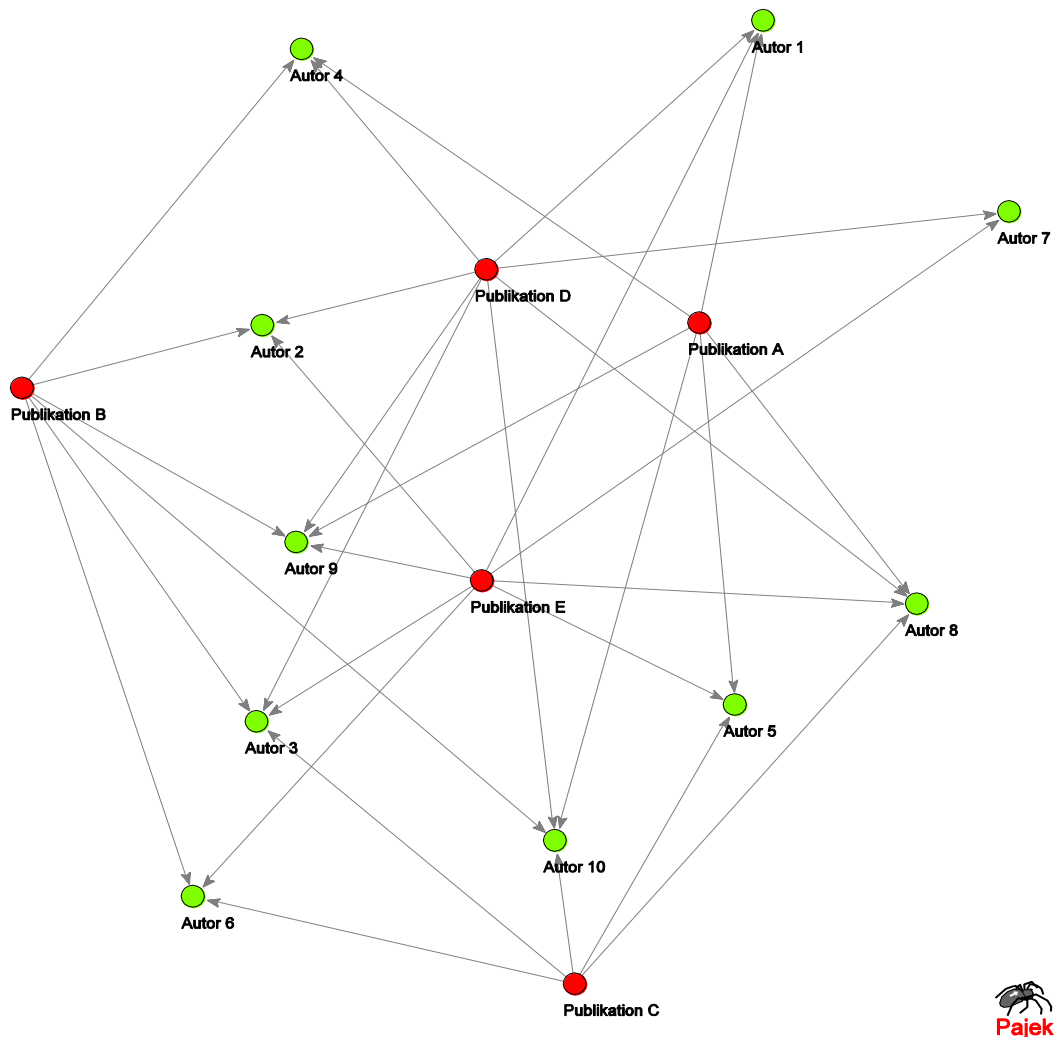 Autor 1
Autor 4
Autor 7
Publikation D
Autor 2
Publikation A
Publikation B
Autor 9
Publikation E
Autor 8
Autor 5
Autor 3
Autor 10
Autor 6
Publikation C
Pajek